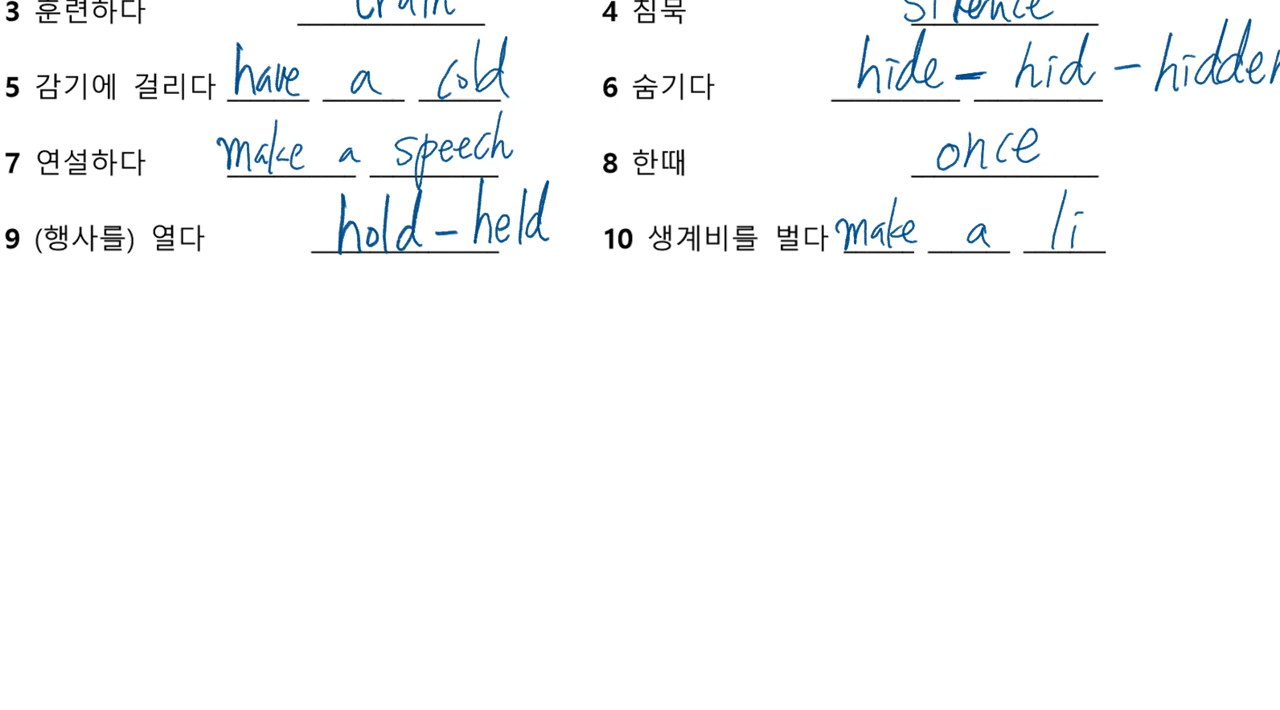 3 훈련하다 train 4 침묵 silence
5 감기에 걸리다 have a cold 6 숨기다 hide - hid - hidden
7 연설하다 make a speech 8 한때 once
9 (행사를) 열다 hold - held 10 생계비를 벌다 make a li